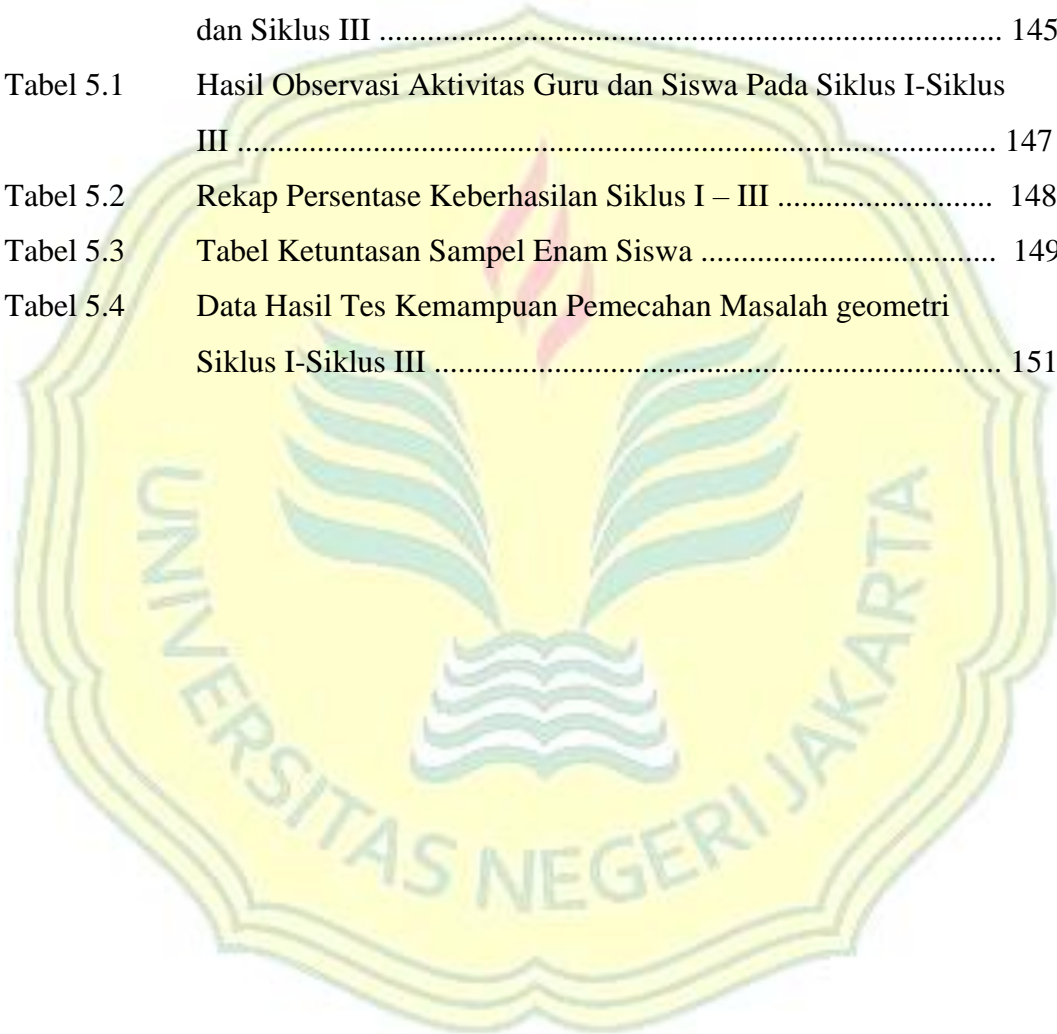 dan Siklus III ....................................................................... 145
Tabel 5.1 Hasil Observasi Aktivitas Guru dan Siswa Pada Siklus I-Siklus
III ...................................................................................... 147
Tabel 5.2 Rekap Persentase Keberhasilan Siklus I – III ......................... 148
Tabel 5.3 Tabel Ketuntasan Sampel Enam Siswa .................................. 149
Tabel 5.4 Data Hasil Tes Kemampuan Pemecahan Masalah geometri
Siklus I-Siklus III ................................................................. 151
UNIVERSITAS NEGERI JAKARTA